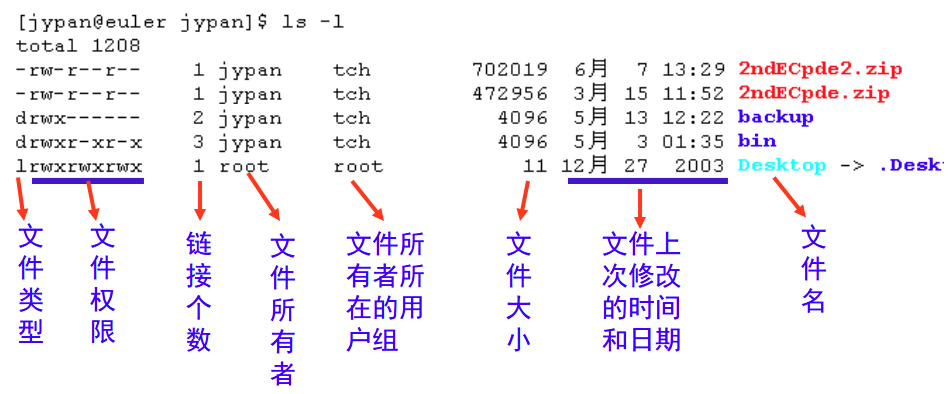 [jypan@euler jypan]$ ls -l
total 1208
-rw-r--r-- 1 jypan tch 702019 6月 7 13:29 2ndECpde2.zip
-rw-r--r-- 1 jypan tch 472956 3月 15 11:52 2ndECpde.zip
drwx------ 2 jypan tch 4096 5月 13 12:22 backup
drwxr-xr-x 3 jypan tch 4096 5月 3 01:35 bin
lrwxrwxrwx 1 root root 11 12月 27 2003 Desktop -> .Desk
文件类型
文件权限
链接个数
文件所有者
文件所
有者所
在的用
户组
文件大小
文件上
次修改
的时间
和日期
文件名